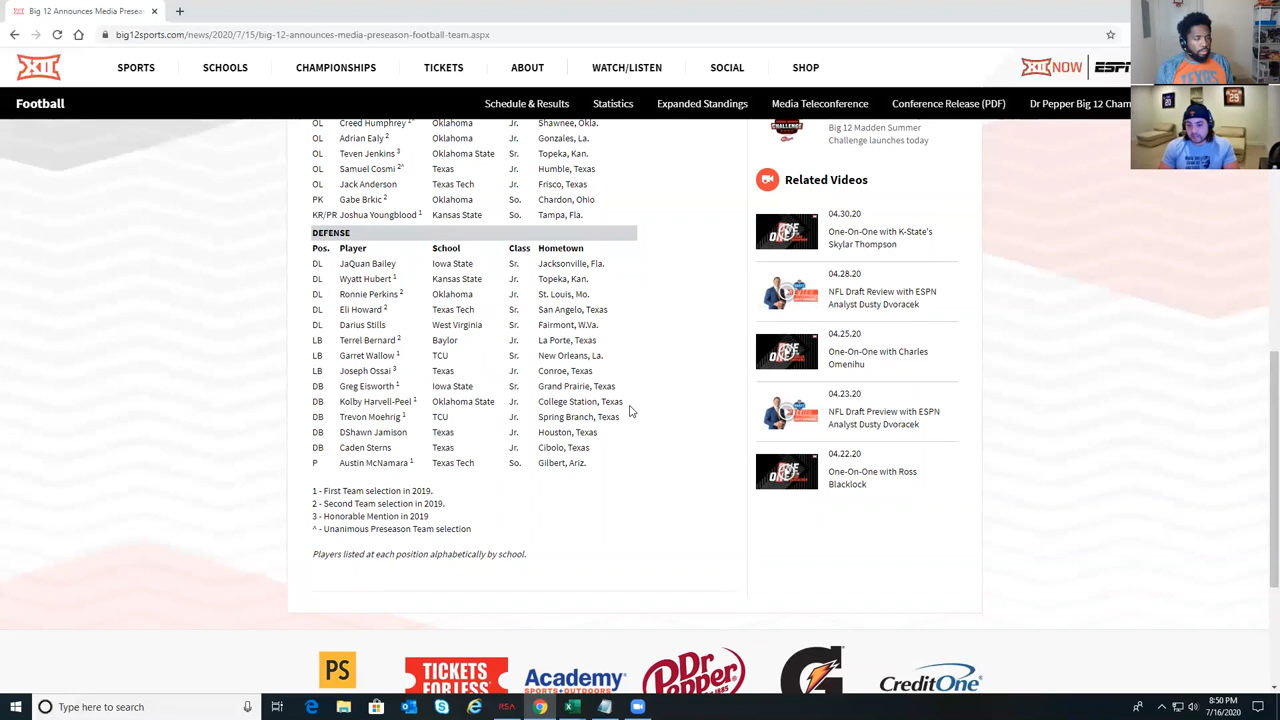 Big 12 Announces Media Preseas
big12sports.com/news/2020/7/15/big-12-announces-media-preseason-football-team.aspx
XII SPORTS SCHOOLS CHAMPIONSHIPS TICKETS ABOUT WATCH/LISTEN SOCIAL SHOP XII NOW ESP
Football Schedule & Results Statistics Expanded Standings Media Teleconference Conference Release (PDF) Dr Pepper Big 12 Cham
OL Creed Humphrey 1^ Oklahoma Jr. Shawnee, Okla.
OL Adrian Ealy 2 Oklahoma Jr. Gonzales, La.
OL Teven Jenkins 3 Oklahoma State Sr. Topeka, Kan.
OL Samuel Cosmi 2^ Texas Jr. Humble, Texas
OL Jack Anderson Texas Tech Jr. Frisco, Texas
PK Gabe Brkic 2 Oklahoma So. Chardon, Ohio
KR/PR Joshua Youngblood 1 Kansas State So. Tampa, Fla.
DEFENSE
Pos. Player School Class Hometown
DL JaQuan Bailey Iowa State Sr. Jacksonville, Fla.
DL Wyatt Hubert 1 Kansas State Jr. Topeka, Kan.
DL Ronnie Perkins 2 Oklahoma Jr. St. Louis, Mo.
DL Eli Howard 2 Texas Tech Sr. San Angelo, Texas
DL Darius Stills West Virginia Sr. Fairmont, W.Va.
LB Terrel Bernard 2 Baylor Jr. La Porte, Texas
LB Garret Wallow 1 TCU Sr. New Orleans, La.
LB Joseph Ossai 3 Texas Jr. Conroe, Texas
DB Greg Eisworth 1 Iowa State Sr. Grand Prairie, Texas
DB Kolby Harvell-Peel 1 Oklahoma State Jr. College Station, Texas
DB Trevon Moehrig 1 TCU Jr. Spring Branch, Texas
DB DShawn Jamison Texas Jr. Houston, Texas
DB Caden Sterns Texas Jr. Cibolo, Texas
P Austin McNamara 1 Texas Tech So. Gilbert, Ariz.
1 - First Team selection in 2019.
2 - Second Team selection in 2019.
3 - Honorable Mention in 2019
^ - Unanimous Preseason Team selection
Players listed at each position alphabetically by school.
CHALLENGE
Big 12 Madden Summer
Challenge launches today
Related Videos
04.30.20
One-On-One with K-State's
Skylar Thompson
04.28.20
NFL Draft Review with ESPN
Analyst Dusty Dvoracek
04.25.20
One-On-One with Charles
Omenihu
04.23.20
NFL Draft Preview with ESPN
Analyst Dusty Dvoracek
04.22.20
One-On-One with Ross
Blacklock
TEXAS
29
PS
TICKETS
FOR LESS
Academy
SPORTS+OUTDOORS
Dr Pepper
G
CreditOne
Type here to search
RSA
8:50 PM
7/16/2020